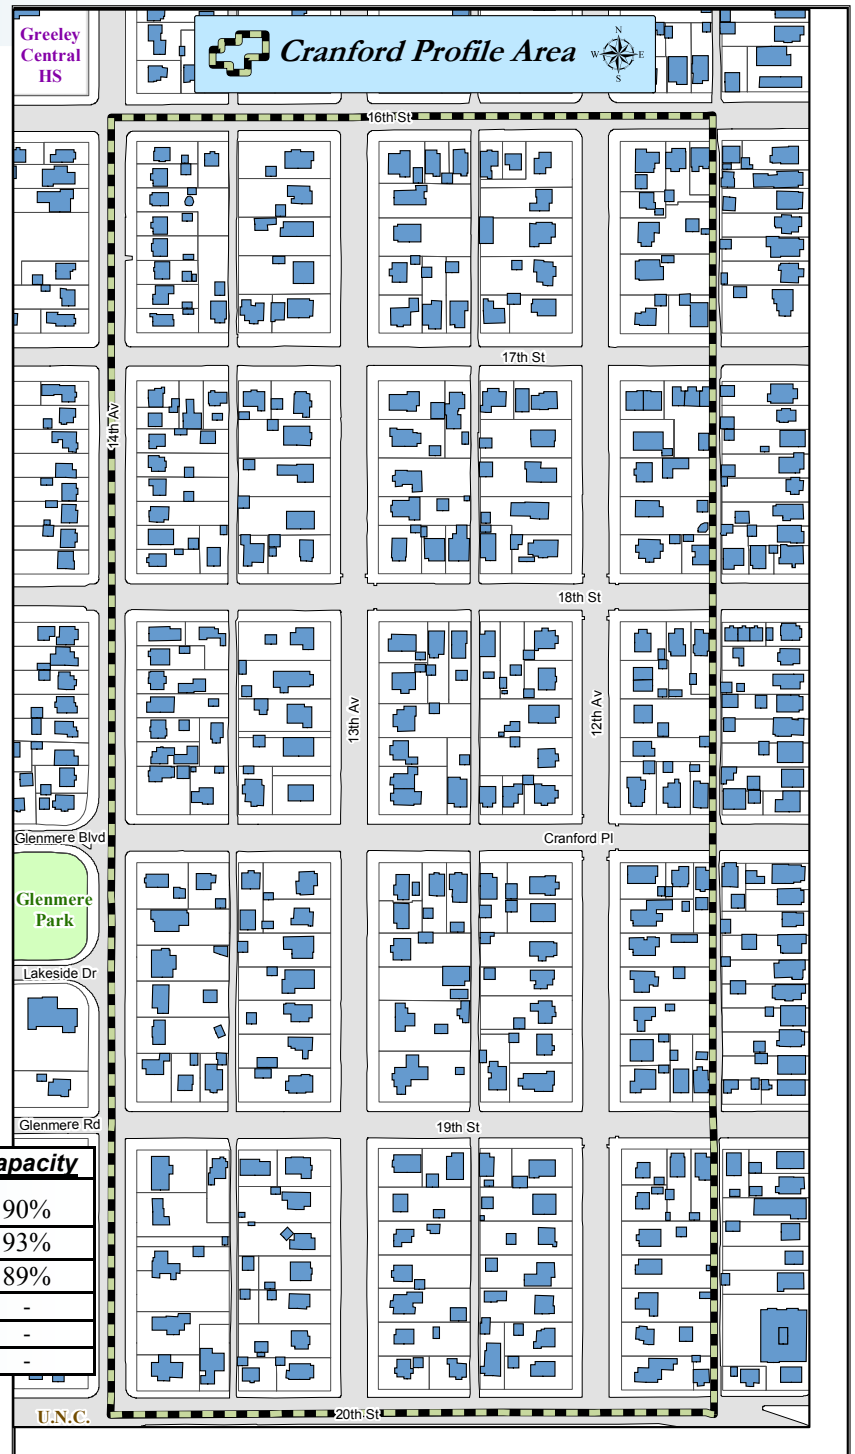 Greeley
Central
HS
Cranford Profile Area
N
W E
S
16th St
17th St
14th Av
18th St
13th Av
12th Av
Glenmere Blvd
Cranford Pl
Glenmere
Park
Lakeside Dr
Glenmere Rd
19th St
apacity
90%
93%
89%
-
-
-
U.N.C.
20th St